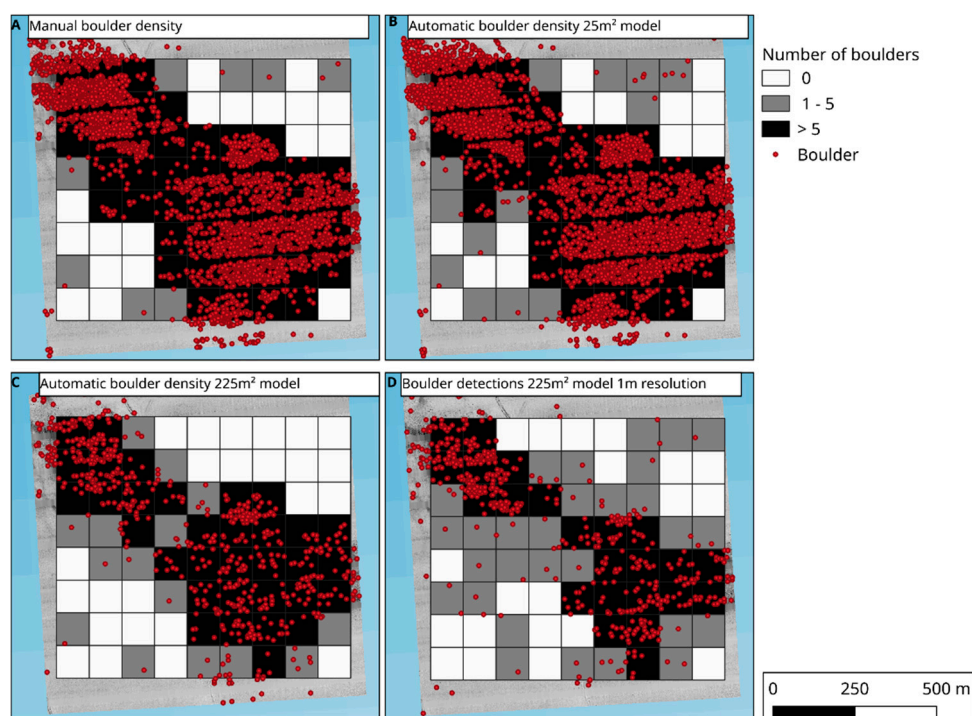 A Manual boulder density
B Automatic boulder density 25m² model
Number of boulders
0
1 - 5
> 5
Boulder
C Automatic boulder density 225m² model
D Boulder detections 225m² model 1m resolution
0 250 500 m